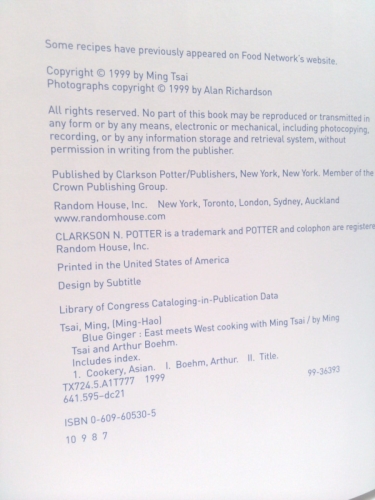 Some recipes have previously appeared on Food Network's website.
Copyright © 1999 by Ming Tsai
Photographs copyright © 1999 by Alan Richardson
All rights reserved. No part of this book may be reproduced or transmitted in
any form or by any means, electronic or mechanical, including photocopying,
recording, or by any information storage and retrieval system, without
permission in writing from the publisher.
Published by Clarkson Potter/Publishers, New York, New York. Member of the
Crown Publishing Group.
Random House, Inc. New York, Toronto, London, Sydney, Auckland
www.randomhouse.com
CLARKSON N. POTTER is a trademark and POTTER and colophon are registere
Random House, Inc.
Printed in the United States of America
Design by Subtitle
Library of Congress Cataloging-in-Publication Data
Tsai, Ming, (Ming-Hao)
Blue Ginger : East meets West cooking with Ming Tsai / by Ming
Tsai and Arthur Boehm.
Includes index.
1. Cookery, Asian. I. Boehm, Arthur. II. Title.
TX724.5.A1T777 1999
641.595–dc21 99-36393
ISBN 0-609-60530-5
10 9 8 7